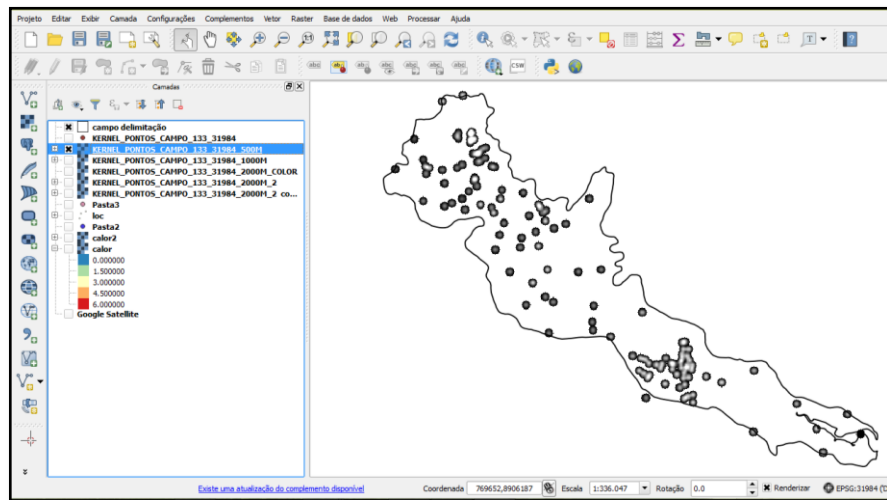 Projeto Editar Exibir Camada Configurações Complementos Vetor Raster Base de dados Web Processar Ajuda
CSW
Camadas
campo delimitação
KERNEL_PONTOS_CAMPO_133_31984
KERNEL_PONTOS_CAMPO_133_31984_500M
KERNEL_PONTOS_CAMPO_133_31984_1000M
KERNEL_PONTOS_CAMPO_133_31984_2000M_COLOR
KERNEL_PONTOS_CAMPO_133_31984_2000M_2
KERNEL_PONTOS_CAMPO_133_31984_2000M_2 co...
Pasta3
loc
Pasta2
calor2
calor
0.000000
1.500000
3.000000
4.500000
6.000000
Google Satellite
Existe uma atualização do complemento disponível Coordenada 769652,8906187 Escala 1:336.047 Rotação 0.0 Renderizar EPSG:31984